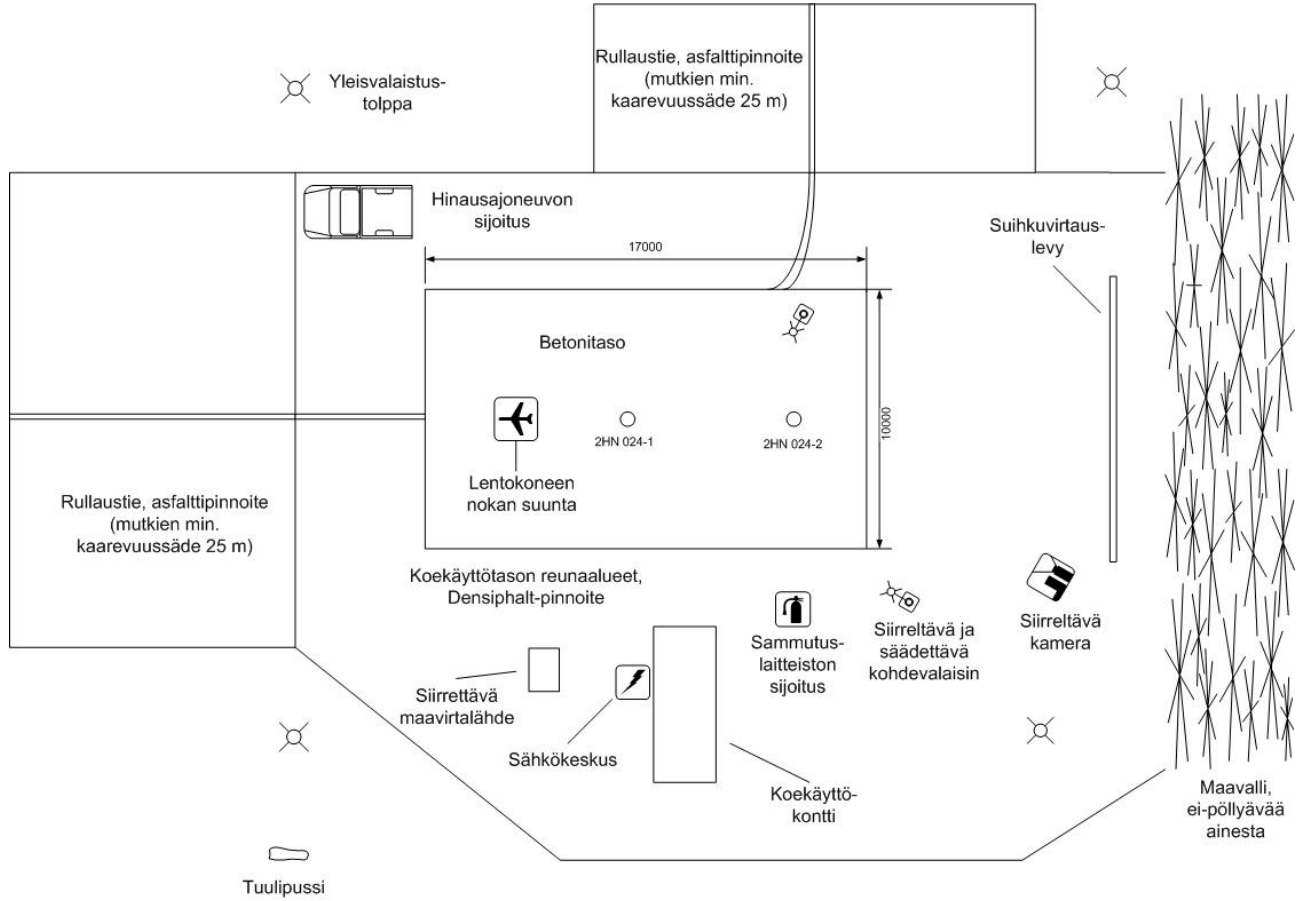 Rullaustie, asfalttipinnoite
(mutkien min.
kaarevuussäde 25 m)
Yleisvalaistus-
tolppa
Hinausajoneuvon
sijoitus
Suihkuvirtaus-
levy
17000
Betonitaso
10000
2HN 024-1
2HN 024-2
Lentokoneen
nokan suunta
Rullaustie, asfalttipinnoite
(mutkien min.
kaarevuussäde 25 m)
Koekäyttötason reunaalueet,
Densiphalt-pinnoite
Siirreltävä
kamera
Siirreltävä ja
säädettävä
kohdevalaisin
Sammutus-
laitteiston
sijoitus
Siirrettävä
maavirtalähde
Sähkökeskus
Koekäyttö-
kontti
Maavalli,
ei-pöllyävää
ainesta
Tuulipussi